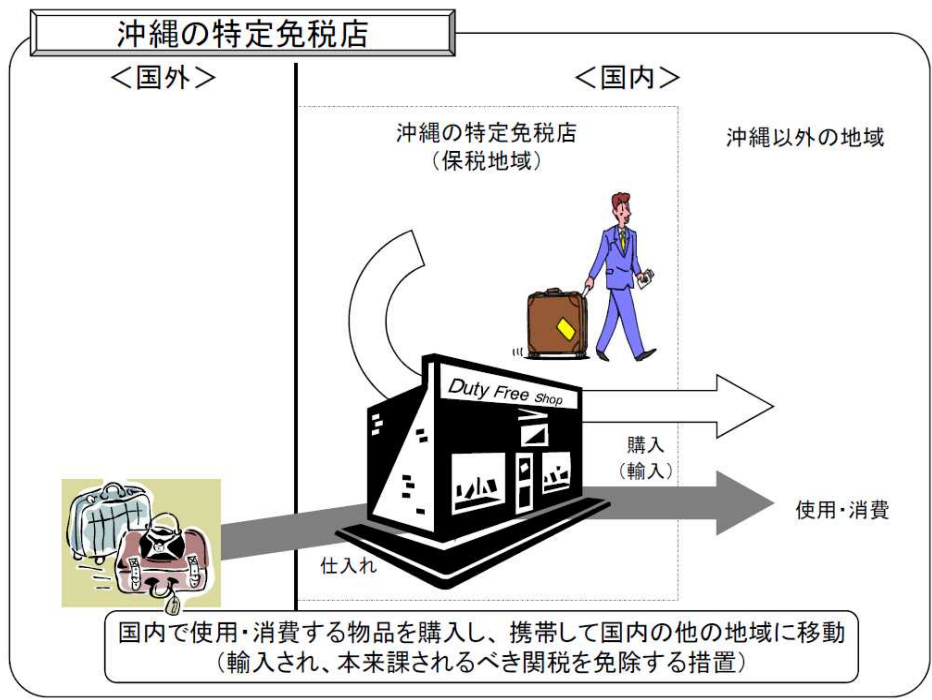 沖縄の特定免税店
＜国外＞
＜国内＞
沖縄の特定免税店
（保税地域）
沖縄以外の地域
Duty Free Shop
購入
（輸入）
使用・消費
仕入れ
国内で使用・消費する物品を購入し、携帯して国内の他の地域に移動
（輸入され、本来課されるべき関税を免除する措置）